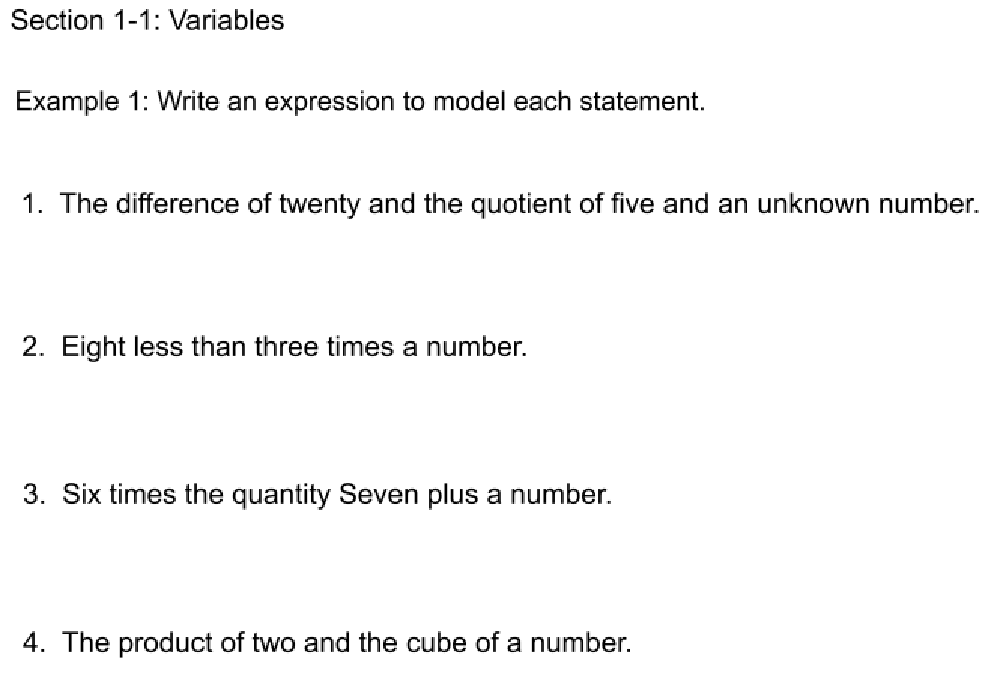 Section 1-1: Variables
Example 1: Write an expression to model each statement.
1. The difference of twenty and the quotient of five and an unknown number.
2. Eight less than three times a number.
3. Six times the quantity Seven plus a number.
4. The product of two and the cube of a number.